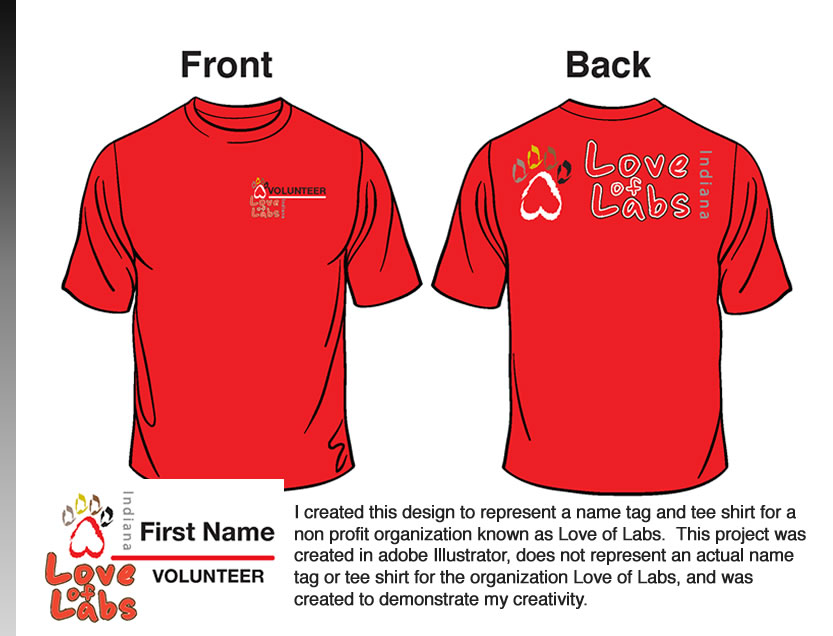 Front
Back
VOLUNTEER
Love
of
Labs
Indiana
Love
of
Labs
Indiana
Indiana
First Name
VOLUNTEER
Love
of
Labs
I created this design to represent a name tag and tee shirt for a
non profit organization known as Love of Labs.  This project was
created in adobe Illustrator, does not represent an actual name
tag or tee shirt for the organization Love of Labs, and was
created to demonstrate my creativity.